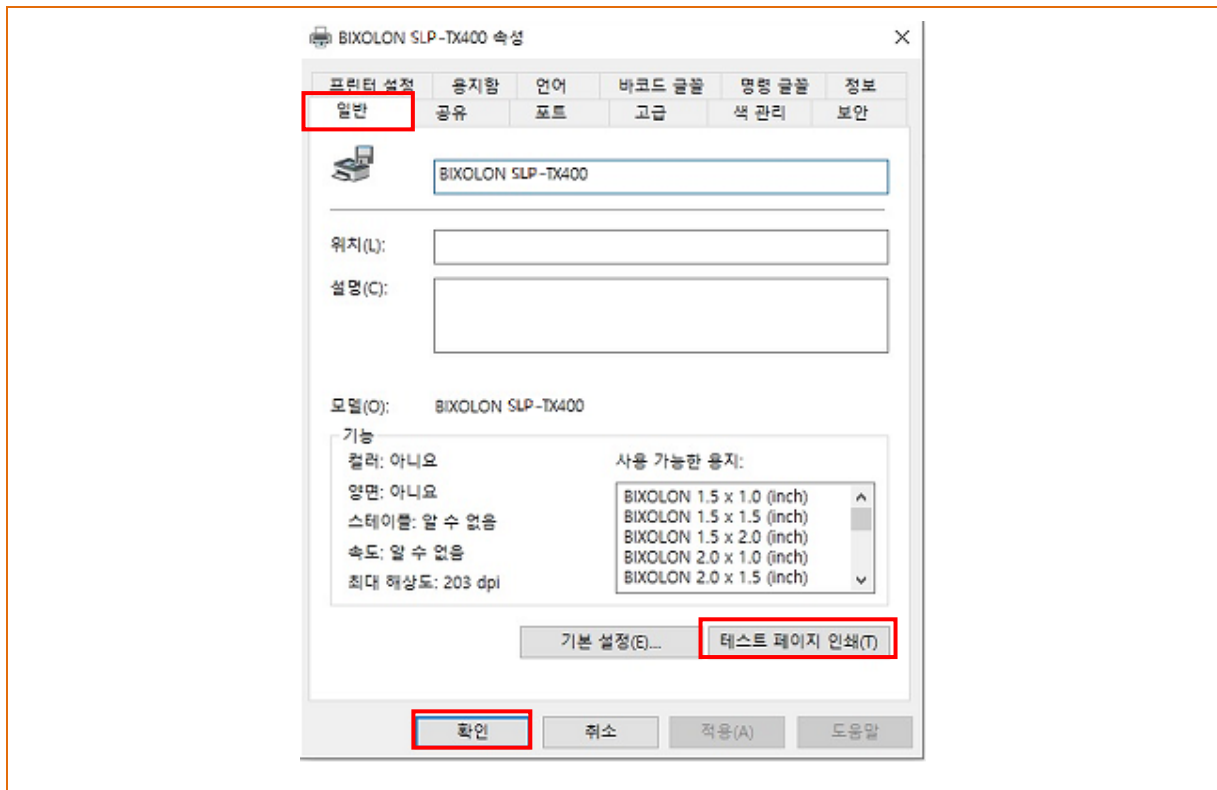 BIXOLON SLP-TX400 속성
프린터 설정 용지함 언어 바코드 글꼴 명령 글꼴 정보
일반 공유 포트 고급 색 관리 보안
BIXOLON SLP-TX400
위치(L):
설명(C):
모델(O): BIXOLON SLP-TX400
기능
컬러: 아니요
양면: 아니요
스테이플: 알 수 없음
속도: 알 수 없음
최대 해상도: 203 dpi
사용 가능한 용지:
BIXOLON 1.5 x 1.0 (inch)
BIXOLON 1.5 x 1.5 (inch)
BIXOLON 1.5 x 2.0 (inch)
BIXOLON 2.0 x 1.0 (inch)
BIXOLON 2.0 x 1.5 (inch)
기본 설정(E)... 테스트 페이지 인쇄(T)
확인 취소 적용(A) 도움말